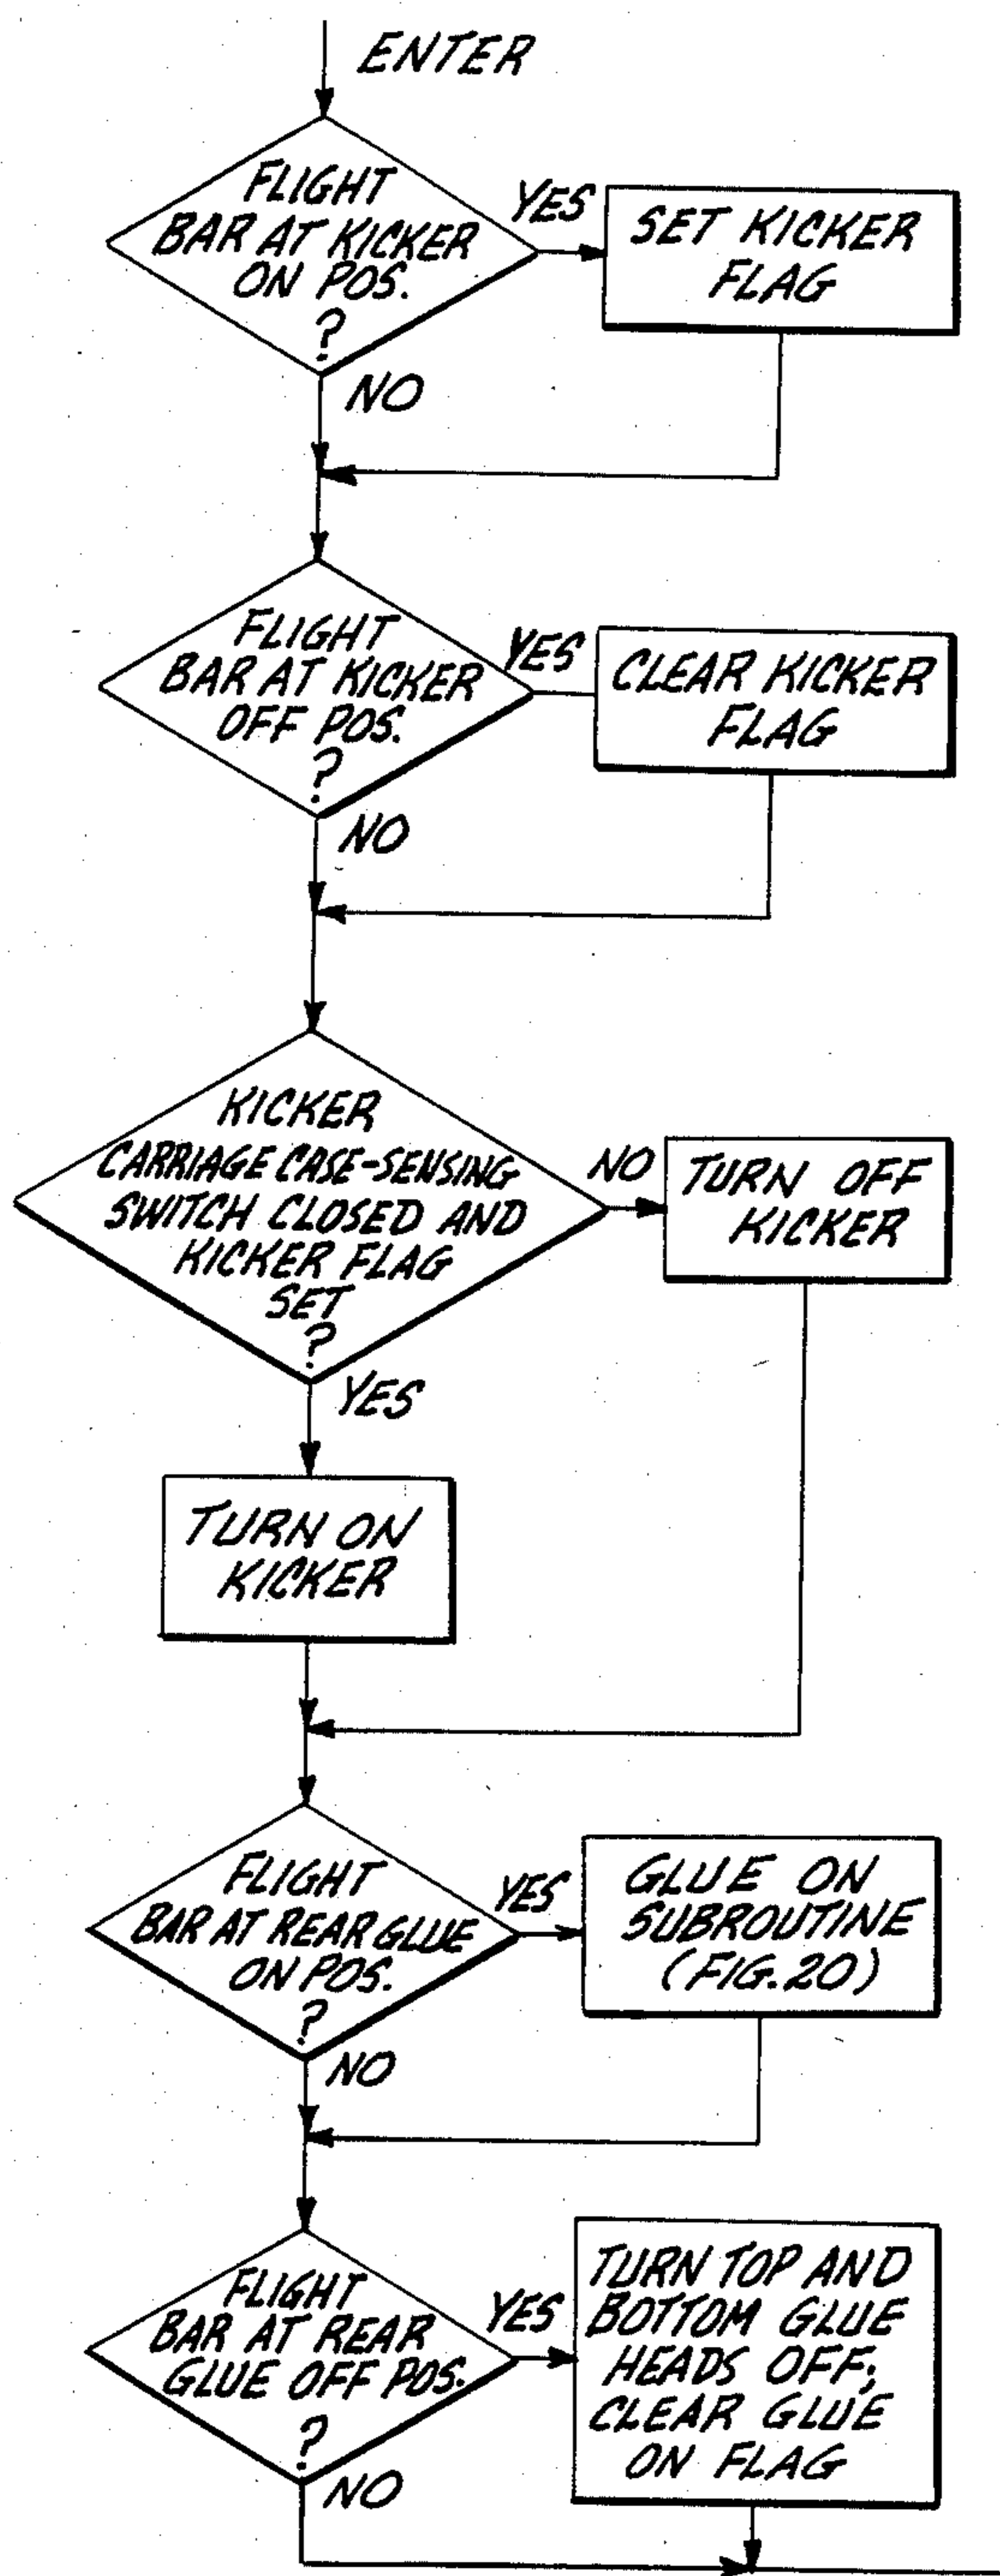 ENTER
FLIGHT
BAR AT KICKER
ON POS.
?
YES
SET KICKER
FLAG
NO
FLIGHT
BAR AT KICKER
OFF POS.
?
YES
CLEAR KICKER
FLAG
NO
KICKER
CARRIAGE CASE-SENSING
SWITCH CLOSED AND
KICKER FLAG
SET
?
NO
TURN OFF
KICKER
YES
TURN ON
KICKER
FLIGHT
BAR AT REAR GLUE
ON POS.
?
YES
GLUE ON
SUBROUTINE
(FIG. 20)
NO
FLIGHT
BAR AT REAR
GLUE OFF POS.
?
YES
TURN TOP AND
BOTTOM GLUE
HEADS OFF;
CLEAR GLUE
ON FLAG
NO